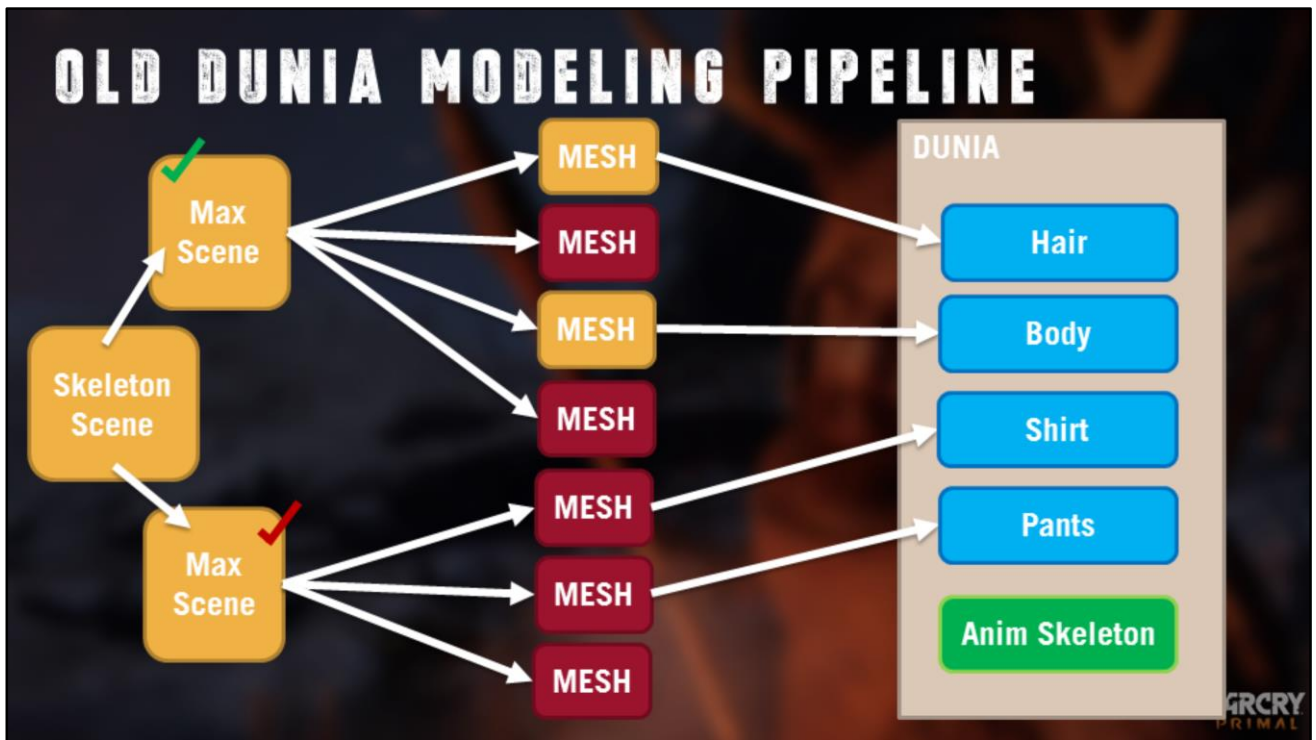 OLD DUNIA MODELING PIPELINE
Max
Scene
Skeleton
Scene
Max
Scene
MESH
MESH
MESH
MESH
MESH
MESH
MESH
DUNIA
Hair
Body
Shirt
Pants
Anim Skeleton
PRIMAL